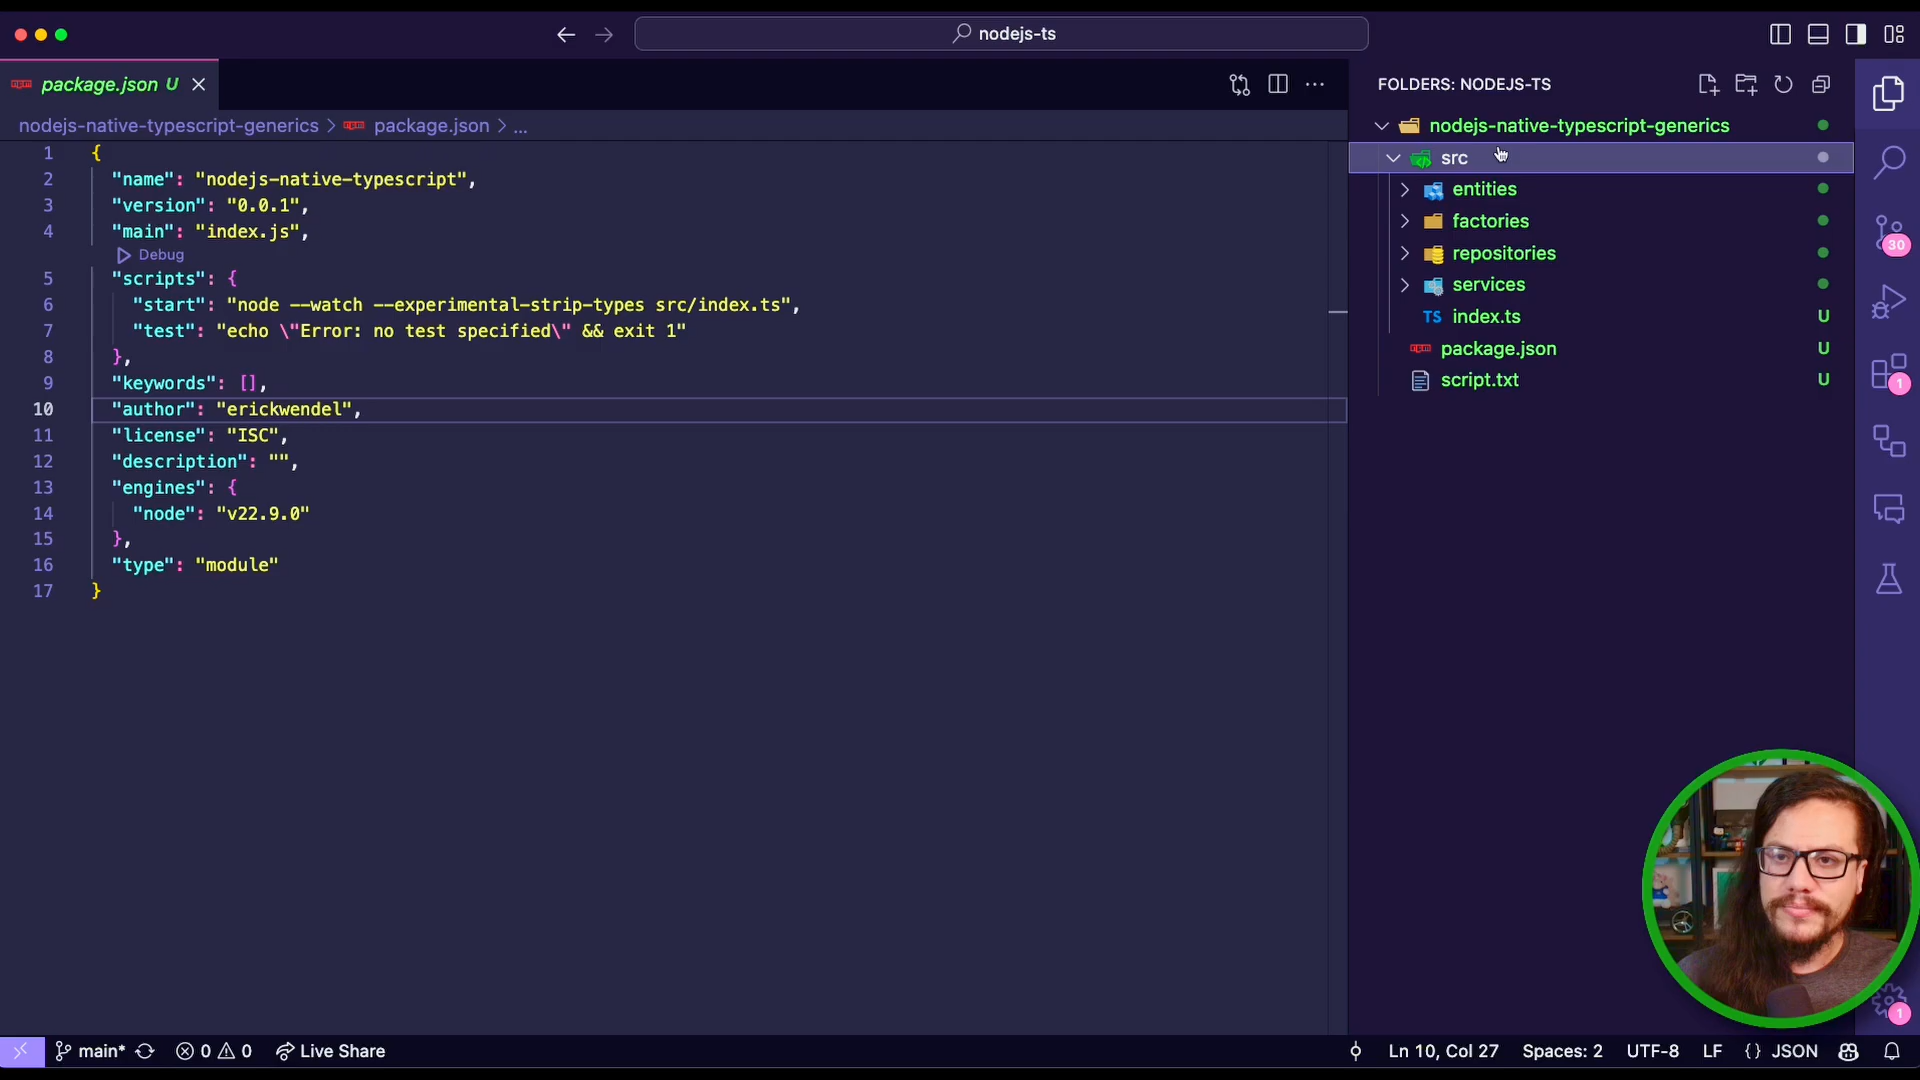 nodejs-ts
package.json U
FOLDERS: NODEJS-TS
nodejs-native-typescript-generics > package.json > ...
1 {
2 "name": "nodejs-native-typescript",
3 "version": "0.0.1",
4 "main": "index.js",
Debug
5 "scripts": {
6 "start": "node --watch --experimental-strip-types src/index.ts",
7 "test": "echo \"Error: no test specified\" && exit 1"
8 },
9 "keywords": [],
10 "author": "erickwendel",
11 "license": "ISC",
12 "description": "",
13 "engines": {
14 "node": "v22.9.0"
15 },
16 "type": "module"
17 }
nodejs-native-typescript-generics
src
entities
factories
repositories
services
TS index.ts U
package.json U
script.txt U
30
1
1
main* 0 0 Live Share
Ln 10, Col 27 Spaces: 2 UTF-8 LF {} JSON